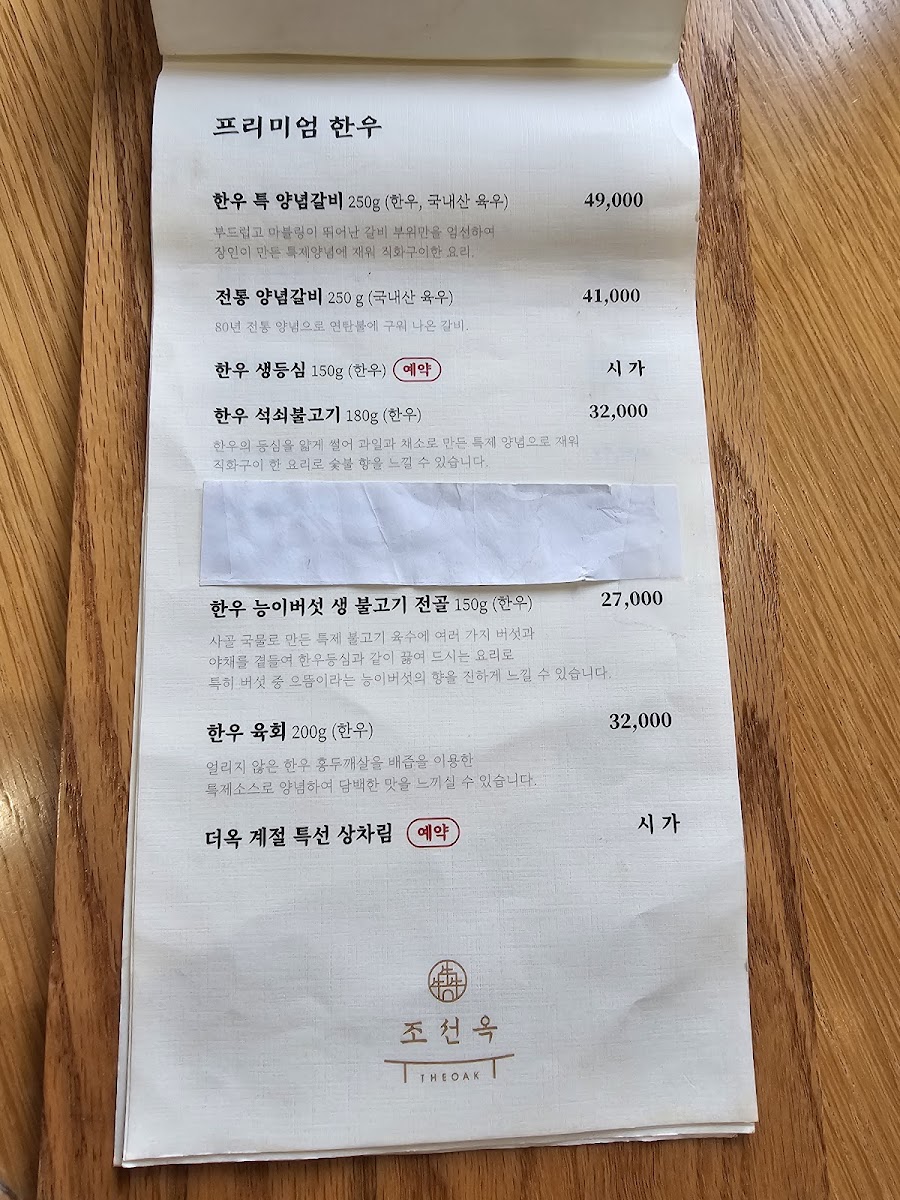 프리미엄 한우
한우 특 양념갈비 250g (한우, 국내산 육우) 49,000
부드럽고 마블링이 뛰어난 갈비 부위만을 엄선하여
장인이 만든 특제양념에 재워 직화구이한 요리.
전통 양념갈비 250 g (국내산 육우) 41,000
80년 전통 양념으로 연탄불에 구워 나온 갈비.
한우 생등심 150g (한우) 예약 시 가
한우 석쇠불고기 180g (한우) 32,000
한우의 등심을 얇게 썰어 과일과 채소로 만든 특제 양념으로 재워
직화구이 한 요리로 숯불 향을 느낄 수 있습니다.
한우 능이버섯 생 불고기 전골 150g (한우) 27,000
사골 국물로 만든 특제 불고기 육수에 여러 가지 버섯과
야채를 곁들여 한우등심과 같이 끓여 드시는 요리로
특히 버섯 중 으뜸이라는 능이버섯의 향을 진하게 느낄 수 있습니다.
한우 육회 200g (한우) 32,000
얼리지 않은 한우 홍두깨살을 배즙을 이용한
특제소스로 양념하여 담백한 맛을 느끼실 수 있습니다.
더옥 계절 특선 상차림 예약 시 가
조선옥
THEOAK